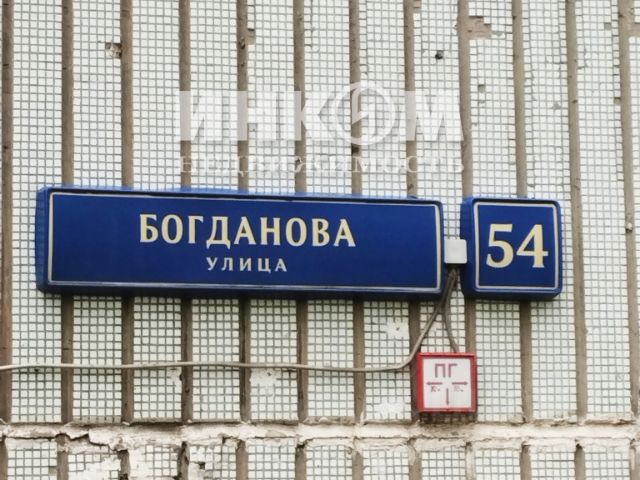 ИНКОМ
НЕДВИЖИМОСТЬ
БОГДАНОВА
УЛИЦА
54
ПГ